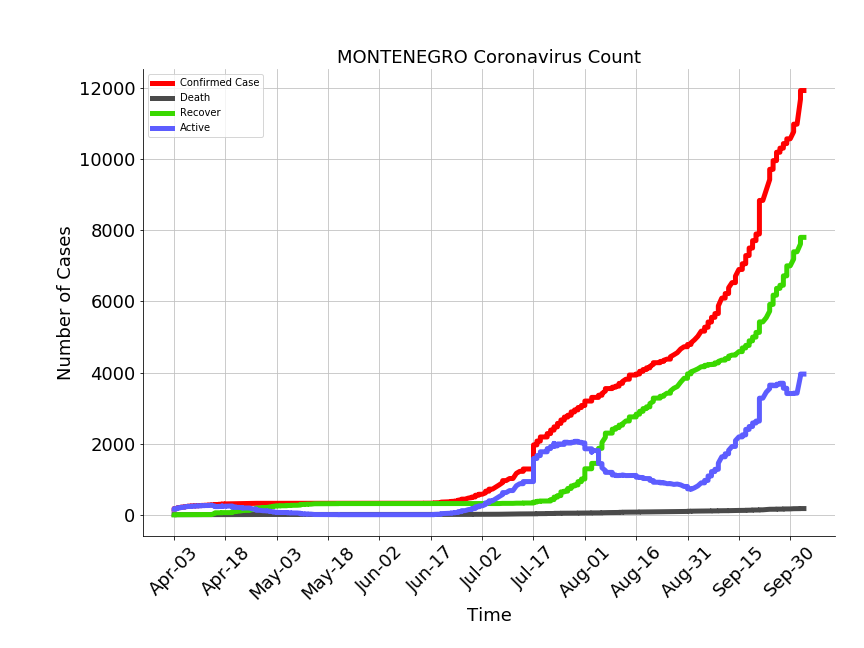 MONTENEGRO Coronavirus Count
Confirmed Case
Death
Recover
Active
Number of Cases
12000
10000
8000
6000
4000
2000
0
Apr-03
Apr-18
May-03
May-18
Jun-02
Jun-17
Jul-02
Jul-17
Aug-01
Aug-16
Aug-31
Sep-15
Sep-30
Time